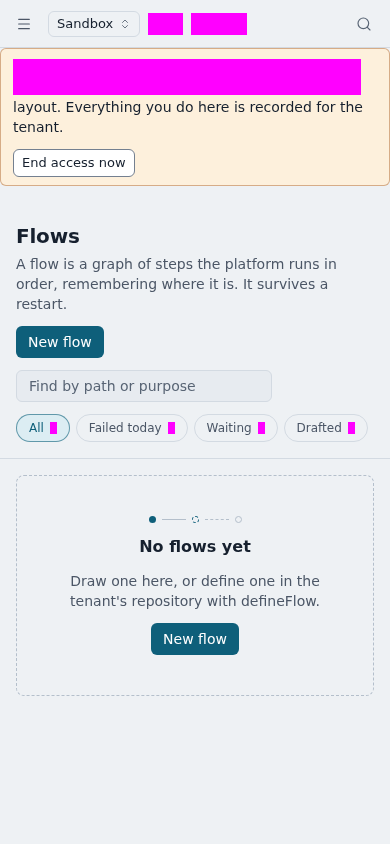 Sandbox
layout. Everything you do here is recorded for the
tenant.
End access now
Flows
A flow is a graph of steps the platform runs in
order, remembering where it is. It survives a
restart.
New flow
Find by path or purpose
All
Failed today
Waiting
Drafted
No flows yet
Draw one here, or define one in the
tenant's repository with defineFlow.
New flow